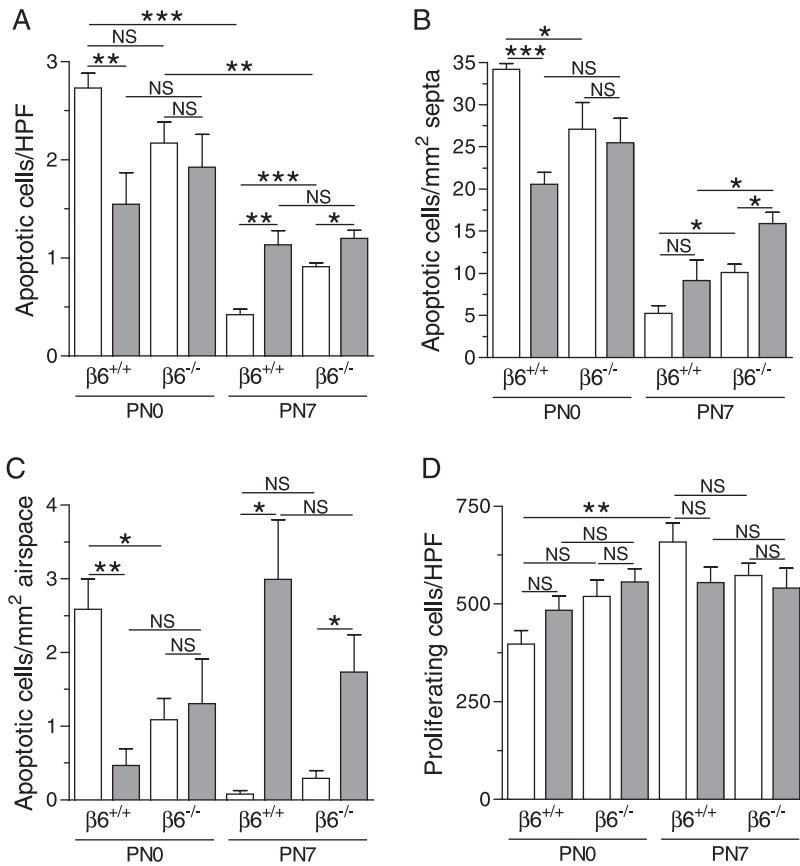 A
Apoptotic cells/HPF
3
2
1
0
***
NS
**
**
NS
NS
***
NS
**
*
β6+/+
β6-/-
β6+/+
β6-/-
PN0
PN7
B
Apoptotic cells/mm2 septa
35
30
25
20
15
10
5
0
*
***
NS
NS
*
*
*
NS
β6+/+
β6-/-
β6+/+
β6-/-
PN0
PN7
C
Apoptotic cells/mm2 airspace
4
3
2
1
0
NS
*
NS
*
**
NS
*
NS
β6+/+
β6-/-
β6+/+
β6-/-
PN0
PN7
D
Proliferating cells/HPF
750
500
250
0
NS
**
NS
NS
NS
NS
NS
NS
NS
β6+/+
β6-/-
β6+/+
β6-/-
PN0
PN7